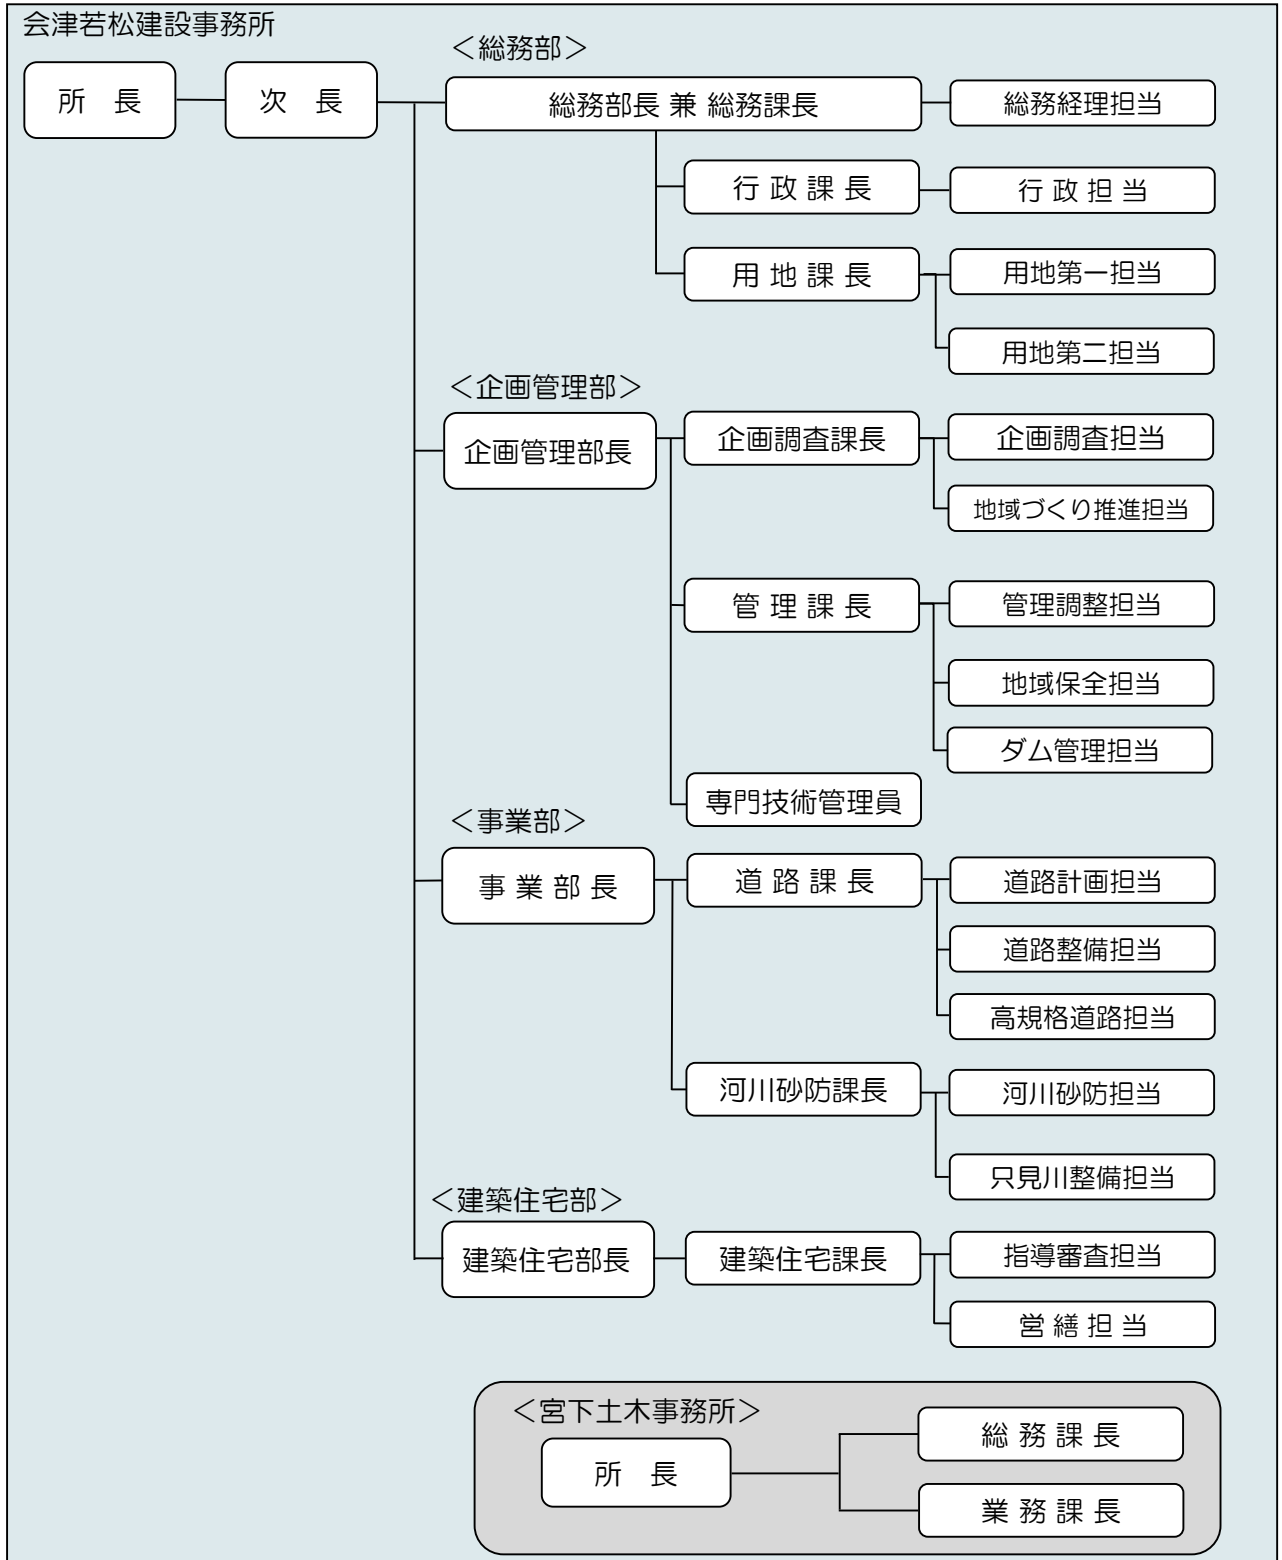 会津若松建設事務所
所　長
次　長
＜総務部＞
総務部長 兼 総務課長
総務経理担当
行 政 課 長
行 政 担 当
用 地 課 長
用地第一担当
用地第二担当
＜企画管理部＞
企画管理部長
企画調査課長
企画調査担当
地域づくり推進担当
管 理 課 長
管理調整担当
地域保全担当
ダム管理担当
専門技術管理員
＜事業部＞
事 業 部 長
道 路 課 長
道路計画担当
道路整備担当
高規格道路担当
河川砂防課長
河川砂防担当
只見川整備担当
＜建築住宅部＞
建築住宅部長
建築住宅課長
指導審査担当
営 繕 担 当
＜宮下土木事務所＞
所　長
総 務 課 長
業 務 課 長